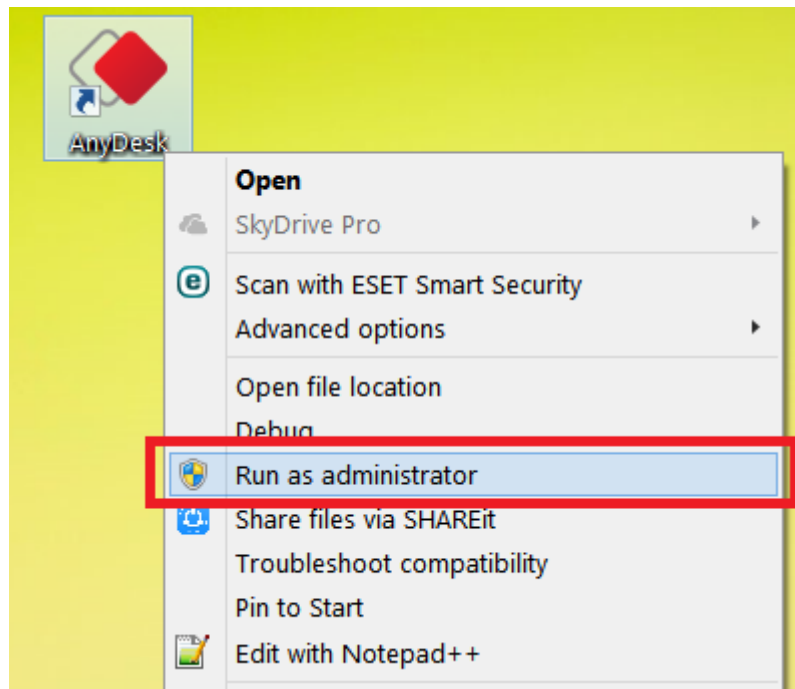 AnyDesk
Open
SkyDrive Pro
Scan with ESET Smart Security
Advanced options
Open file location
Debug
Run as administrator
Share files via SHAREit
Troubleshoot compatibility
Pin to Start
Edit with Notepad++